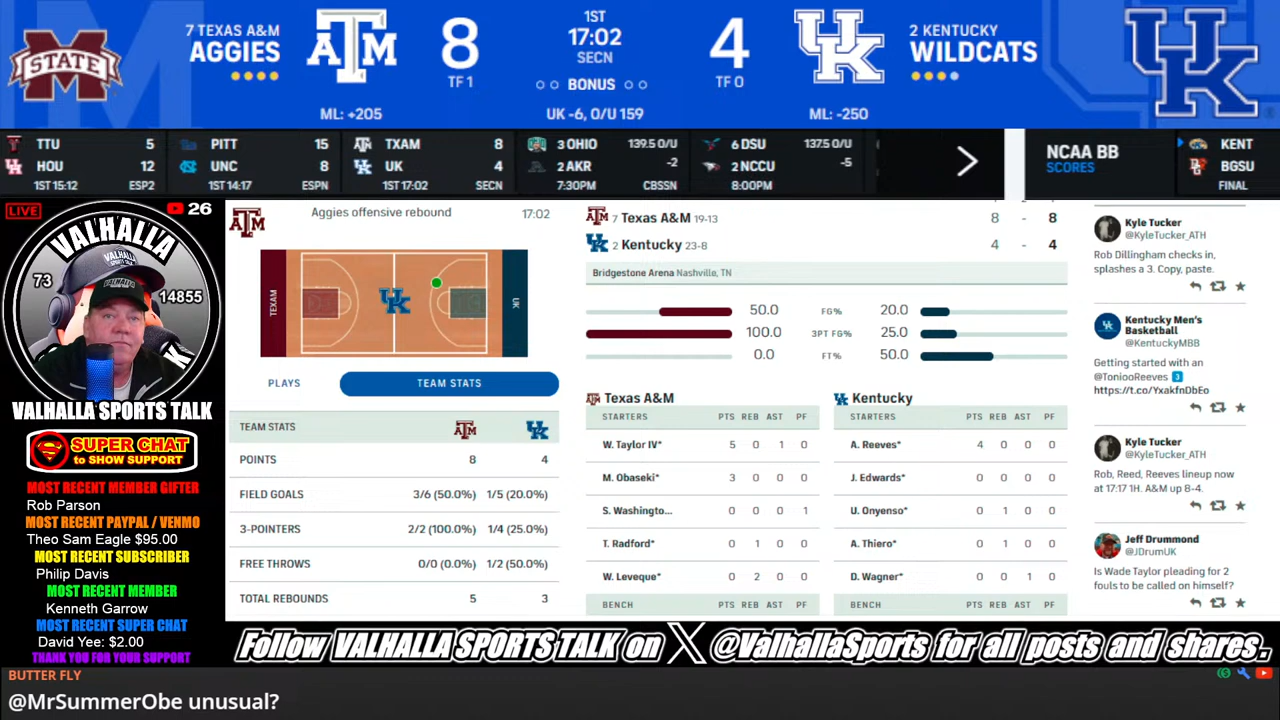 7 TEXAS A&M
AGGIES
STATE
ATM
8
TF 1
1ST
17:02
SECN
BONUS
4
TF 0
UK
2 KENTUCKY
WILDCATS
UK
ML: +205
UK -6, O/U 159
ML: -250
TTU 5
HOU 12
1ST 15:12 ESP2
PITT 15
UNC 8
1ST 14:17 ESPN
TXAM 8
UK 4
1ST 17:02 SECN
3 OHIO 139.5 O/U
2 AKR -2
7:30PM CBSSN
6 DSU 137.5 O/U
2 NCCU -5
8:00PM
NCAA BB
SCORES
KENT
BGSU
FINAL
LIVE
26
VALHALLA
73
14855
VALHALLA SPORTS TALK
SUPER CHAT
to SHOW SUPPORT
MOST RECENT MEMBER GIFTER
Rob Parson
MOST RECENT PAYPAL / VENMO
Theo Sam Eagle $95.00
MOST RECENT SUBSCRIBER
Philip Davis
MOST RECENT MEMBER
Kenneth Garrow
MOST RECENT SUPER CHAT
David Yee: $2.00
THANK YOU FOR YOUR SUPPORT
Aggies offensive rebound 17:02
TEXAM
UK
UK
PLAYS TEAM STATS
TEAM STATS
POINTS 8 4
FIELD GOALS 3/6 (50.0%) 1/5 (20.0%)
3-POINTERS 2/2 (100.0%) 1/4 (25.0%)
FREE THROWS 0/0 (0.0%) 1/2 (50.0%)
TOTAL REBOUNDS 5 3
7 Texas A&M 19-13 8 - 8
2 Kentucky 23-8 4 - 4
Bridgestone Arena Nashville, TN
50.0 FG% 20.0
100.0 3PT FG% 25.0
0.0 FT% 50.0
Texas A&M
STARTERS PTS REB AST PF
W. Taylor IV* 5 0 1 0
M. Obaseki* 3 0 0 0
S. Washingto... 0 0 0 1
T. Radford* 0 1 0 0
W. Leveque* 0 2 0 0
BENCH PTS REB AST PF
Kentucky
STARTERS PTS REB AST PF
A. Reeves* 4 0 0 0
J. Edwards* 0 0 0 0
U. Onyenso* 0 1 0 0
A. Thiero* 0 1 0 0
D. Wagner* 0 0 1 0
BENCH PTS REB AST PF
Kyle Tucker
@KyleTucker_ATH
Rob Dillingham checks in,
splashes a 3. Copy, paste.
Kentucky Men's
Basketball
@KentuckyMBB
Getting started with an
@ToniooReeves 3
https://t.co/YxakfnDbEo
Kyle Tucker
@KyleTucker_ATH
Rob, Reed, Reeves lineup now
at 17:17 1H. A&M up 8-4.
Jeff Drummond
@JDrumUK
Is Wade Taylor pleading for 2
fouls to be called on himself?
Follow VALHALLA SPORTS TALK on X @ValhallaSports for all posts and shares.
BUTTER FLY
@MrSummerObe unusual?